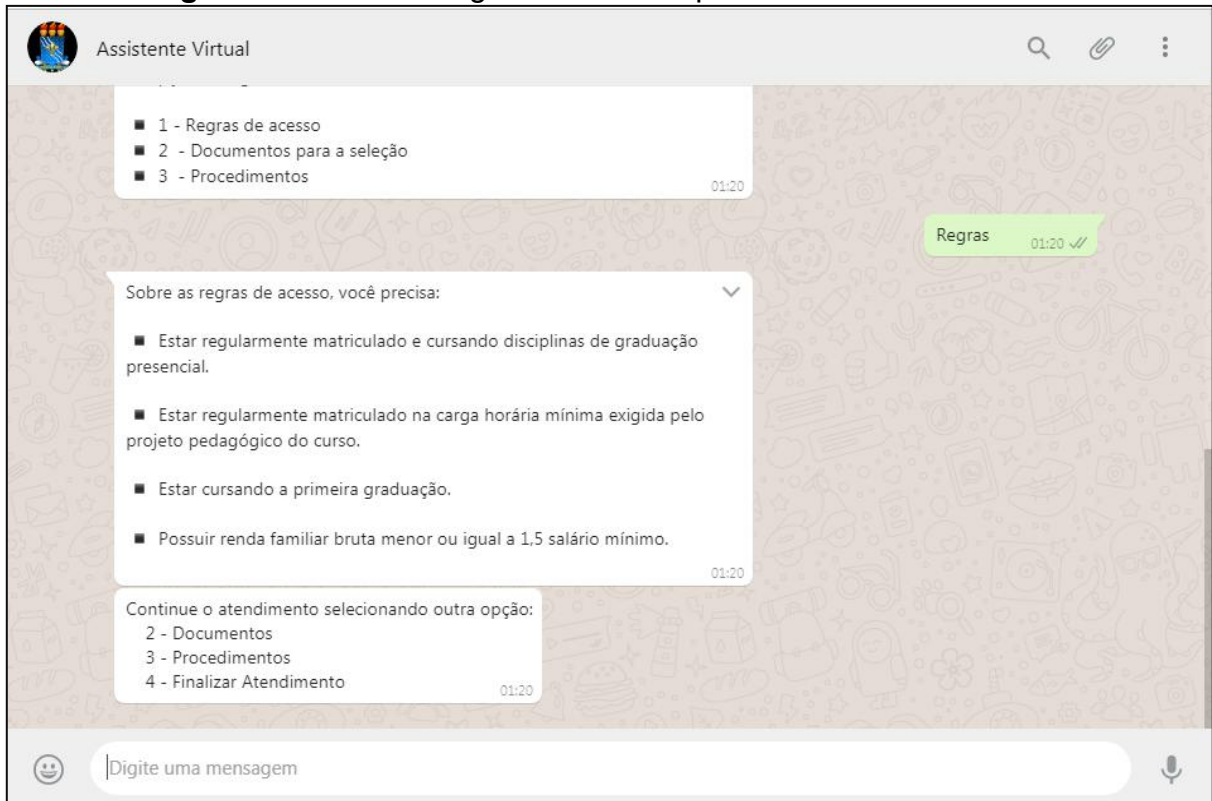 Assistente Virtual
■ 1 - Regras de acesso
■ 2 - Documentos para a seleção
■ 3 - Procedimentos
01:20
Regras 01:20
Sobre as regras de acesso, você precisa:
■ Estar regularmente matriculado e cursando disciplinas de graduação
presencial.
■ Estar regularmente matriculado na carga horária mínima exigida pelo
projeto pedagógico do curso.
■ Estar cursando a primeira graduação.
■ Possuir renda familiar bruta menor ou igual a 1,5 salário mínimo.
01:20
Continue o atendimento selecionando outra opção:
2 - Documentos
3 - Procedimentos
4 - Finalizar Atendimento
01:20
Digite uma mensagem